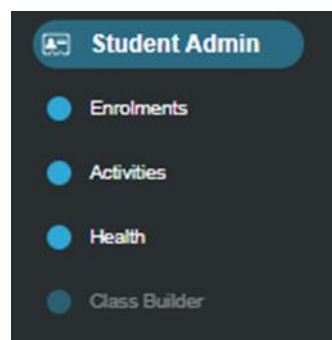 Student Admin
Enrolments
Activities
Health
Class Builder